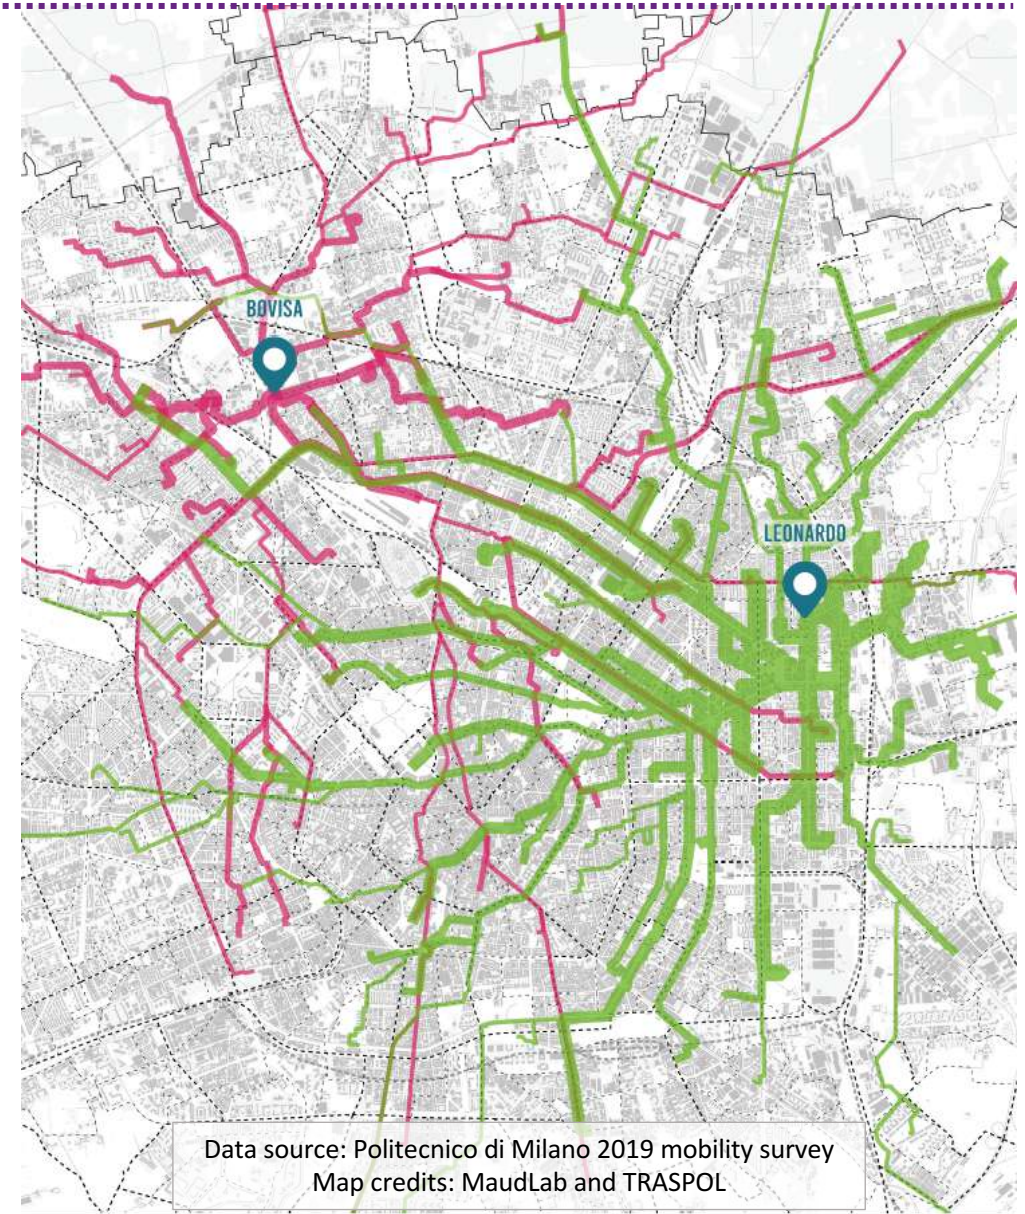 BOVISA
LEONARDO
Data source: Politecnico di Milano 2019 mobility survey
Map credits: MaudLab and TRASPOL